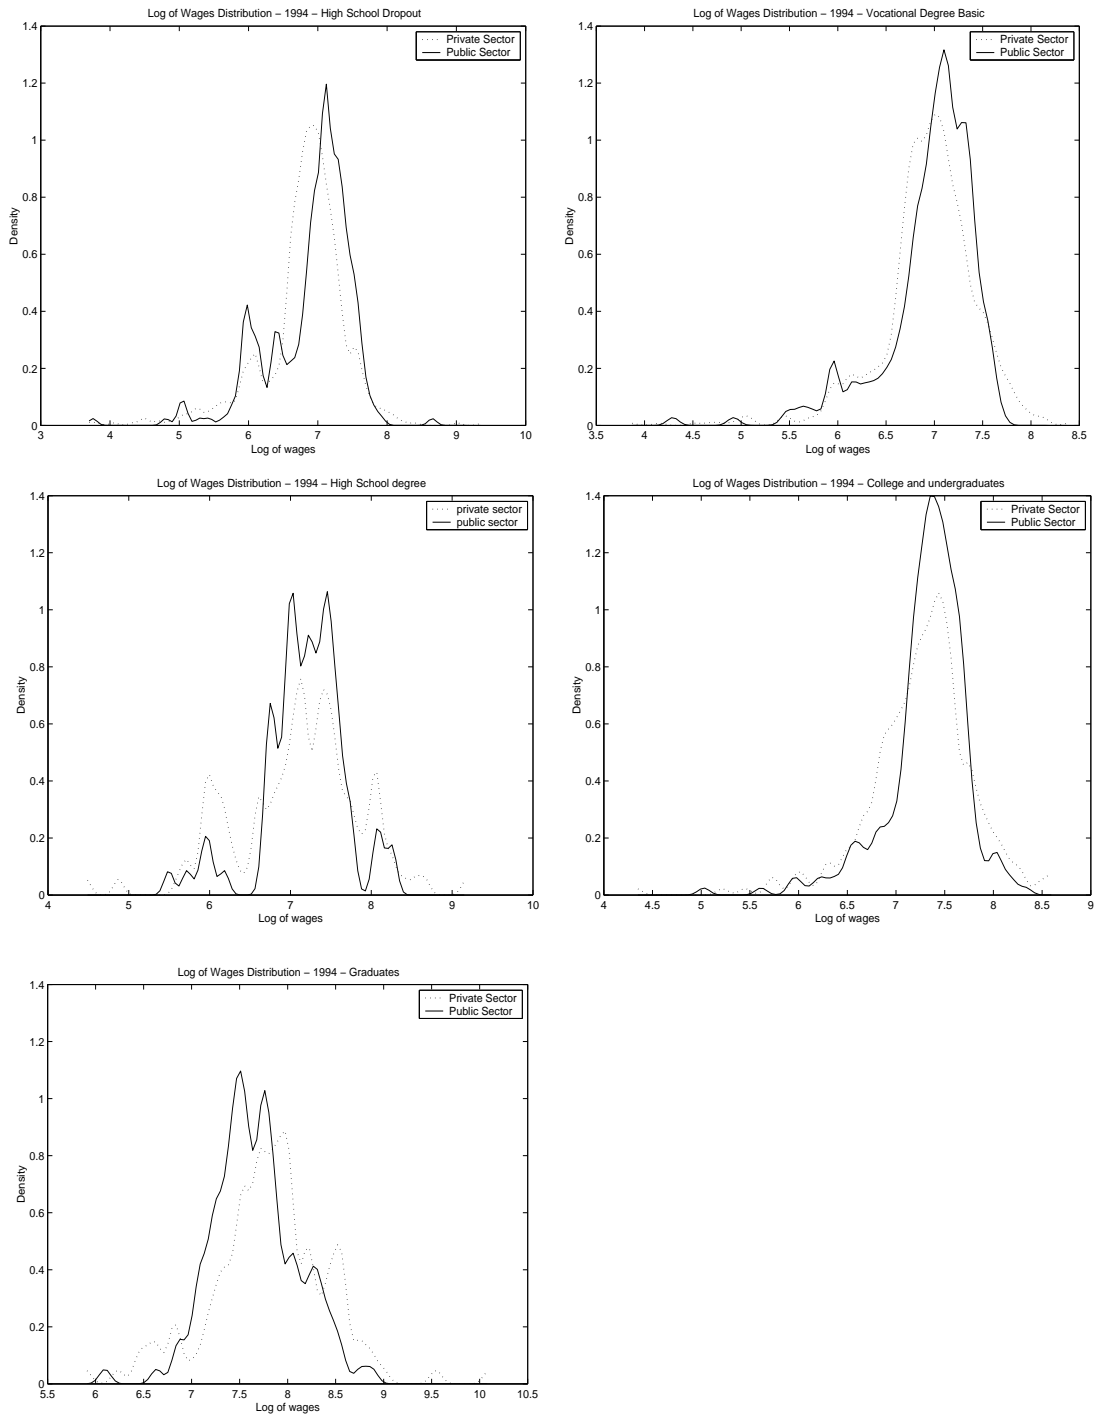 Log of Wages Distribution − 1994 − High School Dropout
1.4
1.2
1
0.8
0.6
0.4
0.2
0
Density
Private Sector
Public Sector
3 4 5 6 7 8 9 10
Log of wages
Log of Wages Distribution − 1994 − Vocational Degree Basic
1.4
1.2
1
0.8
0.6
0.4
0.2
0
Density
Private Sector
Public Sector
3.5 4 4.5 5 5.5 6 6.5 7 7.5 8 8.5
Log of wages
Log of Wages Distribution − 1994 − High School degree
1.4
1.2
1
0.8
0.6
0.4
0.2
0
Density
private sector
public sector
4 5 6 7 8 9 10
Log of wages
Log of Wages Distribution − 1994 − College and undergraduates
1.4
1.2
1
0.8
0.6
0.4
0.2
0
Density
Private Sector
Public Sector
4 4.5 5 5.5 6 6.5 7 7.5 8 8.5 9
Log of wages
Log of Wages Distribution − 1994 − Graduates
1.4
1.2
1
0.8
0.6
0.4
0.2
0
Density
Private Sector
Public Sector
5.5 6 6.5 7 7.5 8 8.5 9 9.5 10 10.5
Log of wages